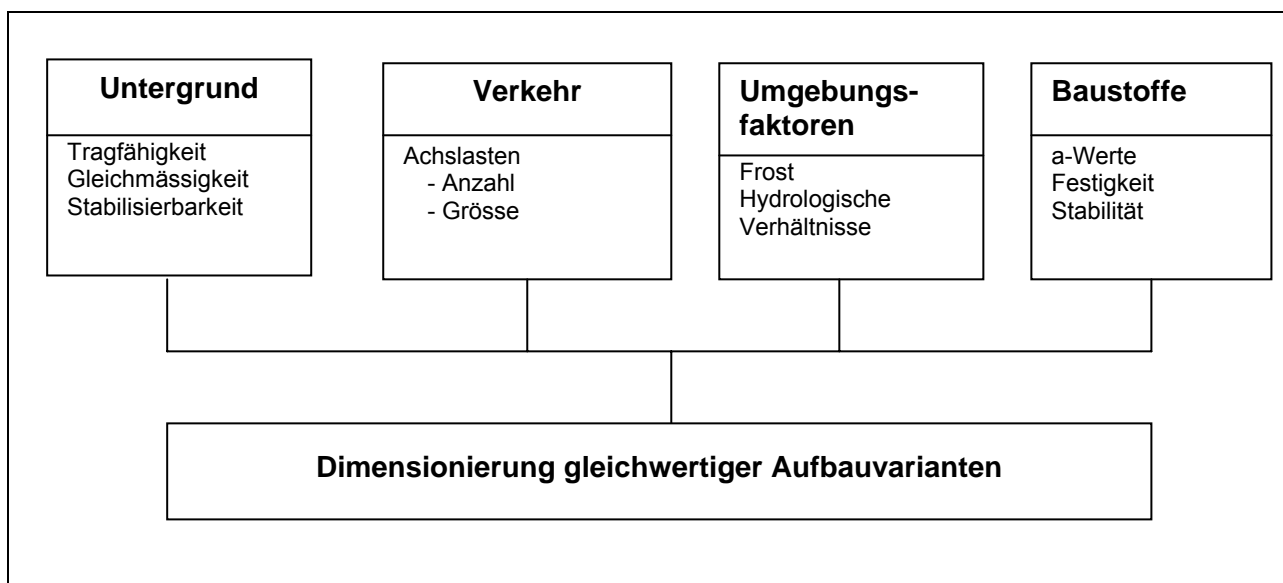 Untergrund
Tragfähigkeit
Gleichmässigkeit
Stabilisierbarkeit
Verkehr
Achslasten
- Anzahl
- Grösse
Umgebungs-
faktoren
Frost
Hydrologische
Verhältnisse
Baustoffe
a-Werte
Festigkeit
Stabilität
Dimensionierung gleichwertiger Aufbauvarianten